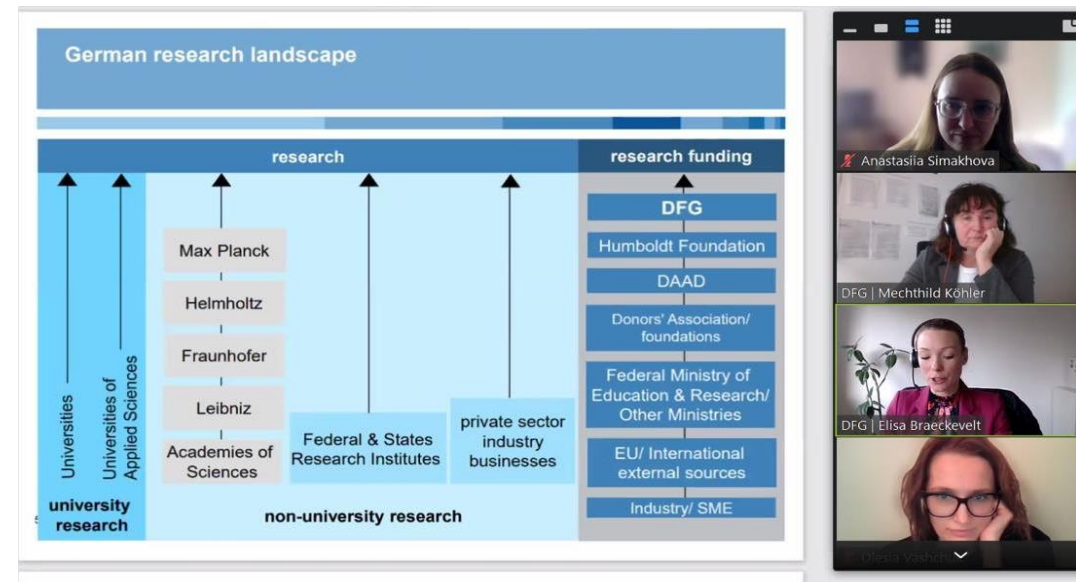 German research landscape
research
research funding
Universities
Universities of
Applied Sciences
university
research
Max Planck
Helmholtz
Fraunhofer
Leibniz
Academies of
Sciences
Federal & States
Research Institutes
private sector
industry
businesses
non-university research
DFG
Humboldt Foundation
DAAD
Donors' Association/
foundations
Federal Ministry of
Education & Research/
Other Ministries
EU/ International
external sources
Industry/ SME
5
Anastasiia Simakhova
DFG | Mechthild Köhler
DFG | Elisa Braeckevelt